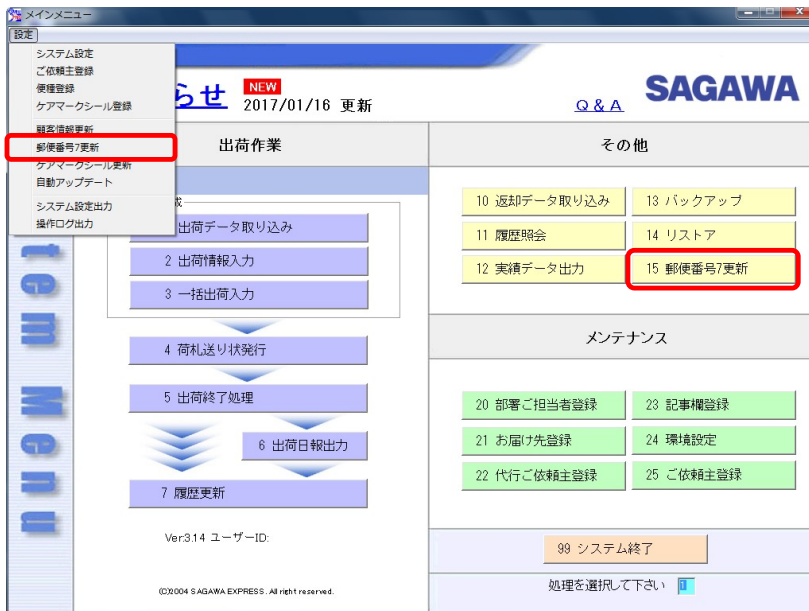 メインメニュー
設定
システム設定
ご依頼主登録
便種登録
ケアマークシール登録
顧客情報更新
郵便番号7更新
ケアマークシール更新
自動アップデート
システム設定出力
操作ログ出力
らせ NEW 2017/01/16 更新
Q & A
SAGAWA
出荷作業
成
出荷データ取り込み
2 出荷情報入力
3 一括出荷入力
4 荷札送り状発行
5 出荷終了処理
6 出荷日報出力
7 履歴更新
Ver.3.14 ユーザーID:
(C)2004 SAGAWA EXPRESS. All right reserved.
その他
10 返却データ取り込み
13 バックアップ
11 履歴照会
14 リストア
12 実績データ出力
15 郵便番号7更新
メンテナンス
20 部署ご担当者登録
23 記事欄登録
21 お届け先登録
24 環境設定
22 代行ご依頼主登録
25 ご依頼主登録
99 システム終了
処理を選択して下さい 1
tem Menu